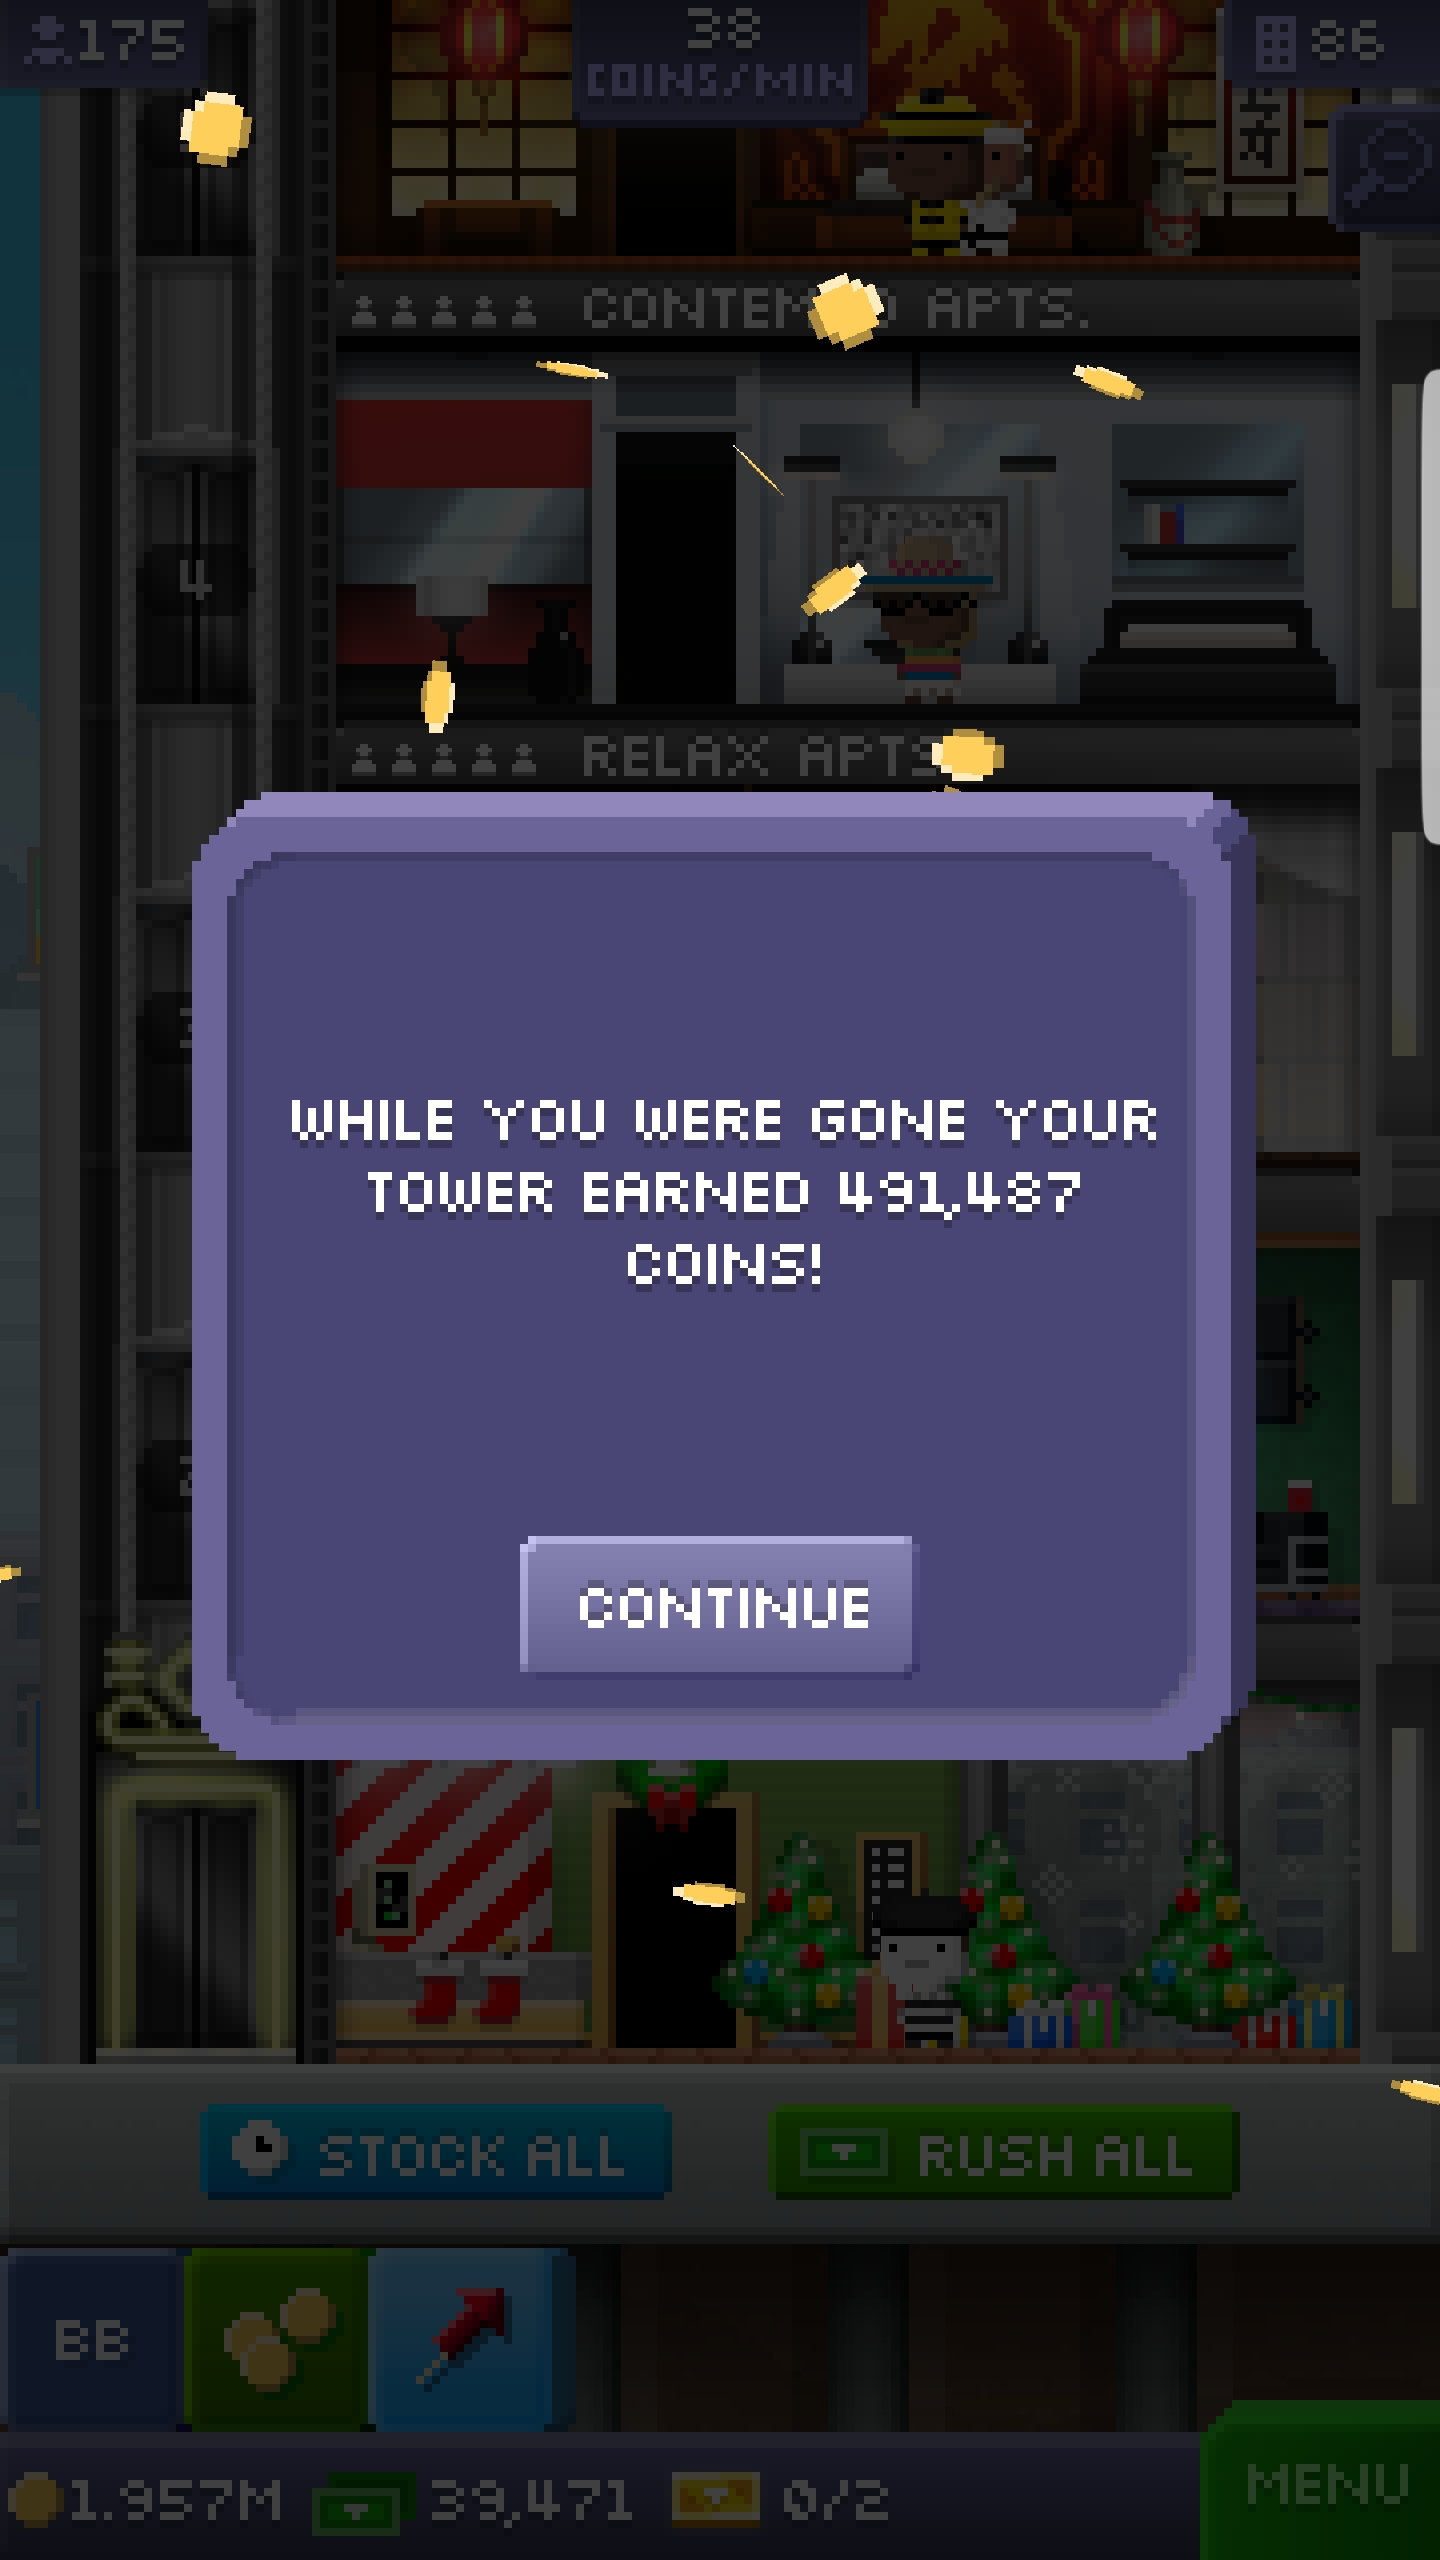 175
38
COINS/MIN
86
APTS.
4
RELAX APTS
WHILE YOU WERE GONE YOUR
TOWER EARNED 491,487
COINS!
CONTINUE
STOCK ALL
RUSH ALL
BB
1.957M
39,471
0/2
MENU